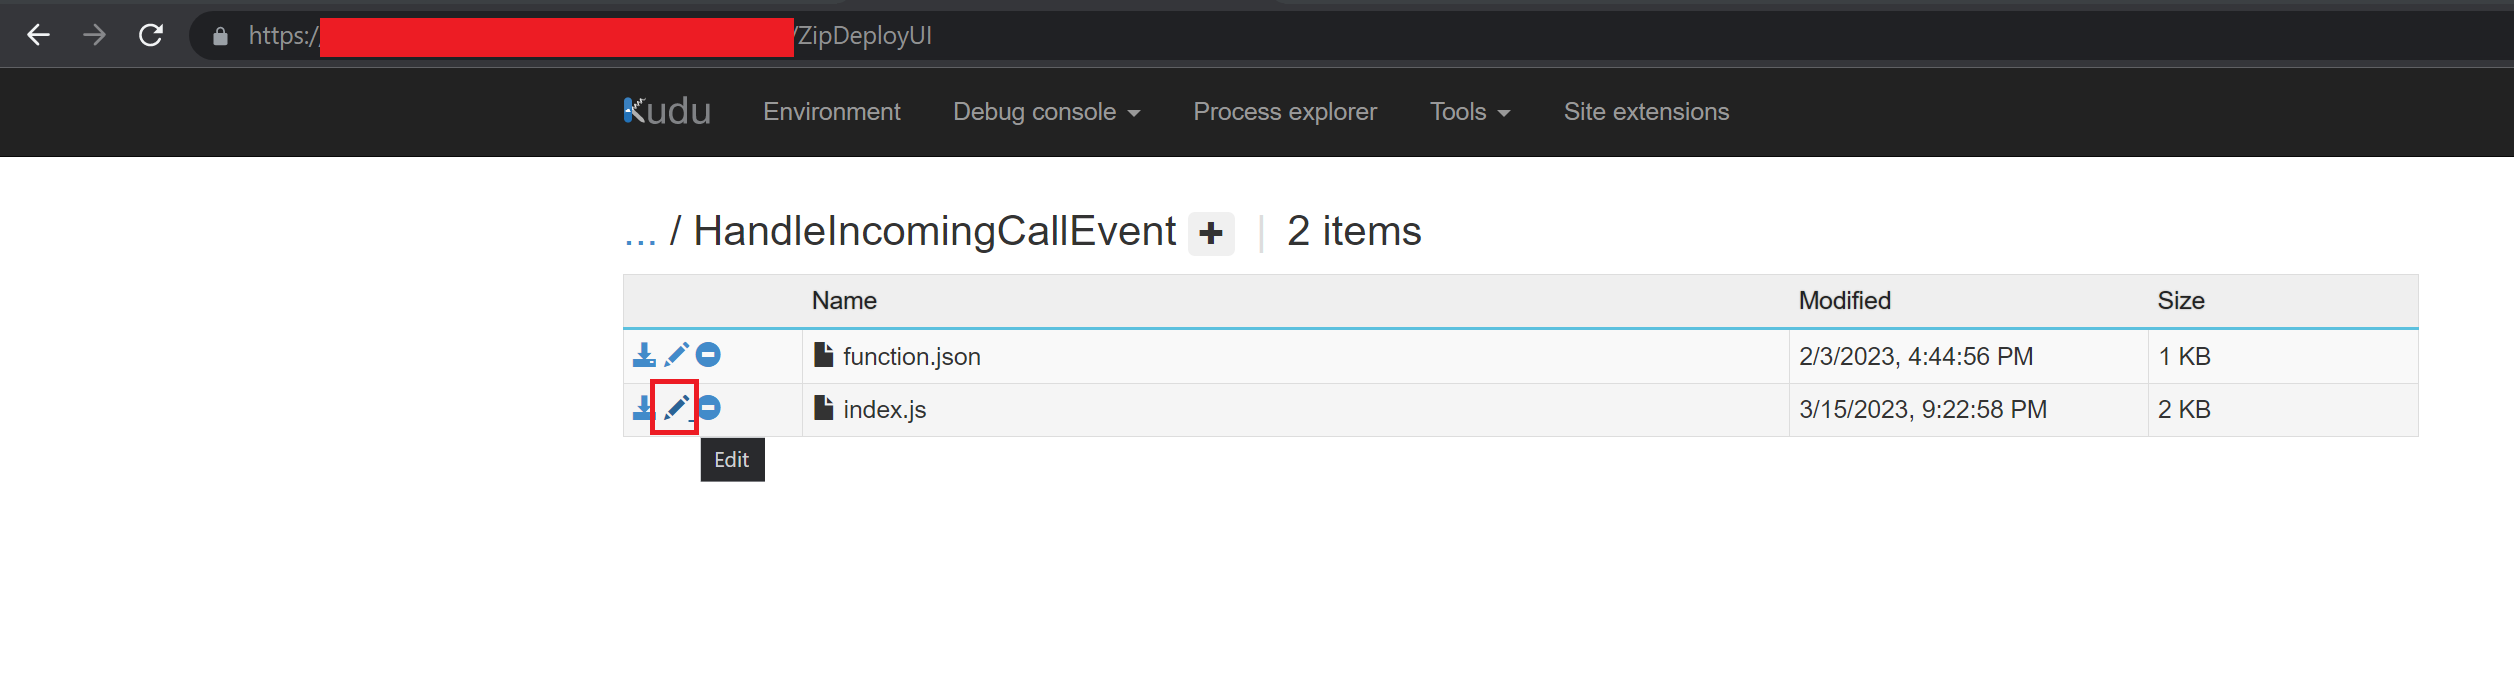 https:/ /ZipDeployUI
Kudu Environment Debug console Process explorer Tools Site extensions
... / HandleIncomingCallEvent + | 2 items
Name Modified Size
function.json 2/3/2023, 4:44:56 PM 1 KB
index.js 3/15/2023, 9:22:58 PM 2 KB
Edit